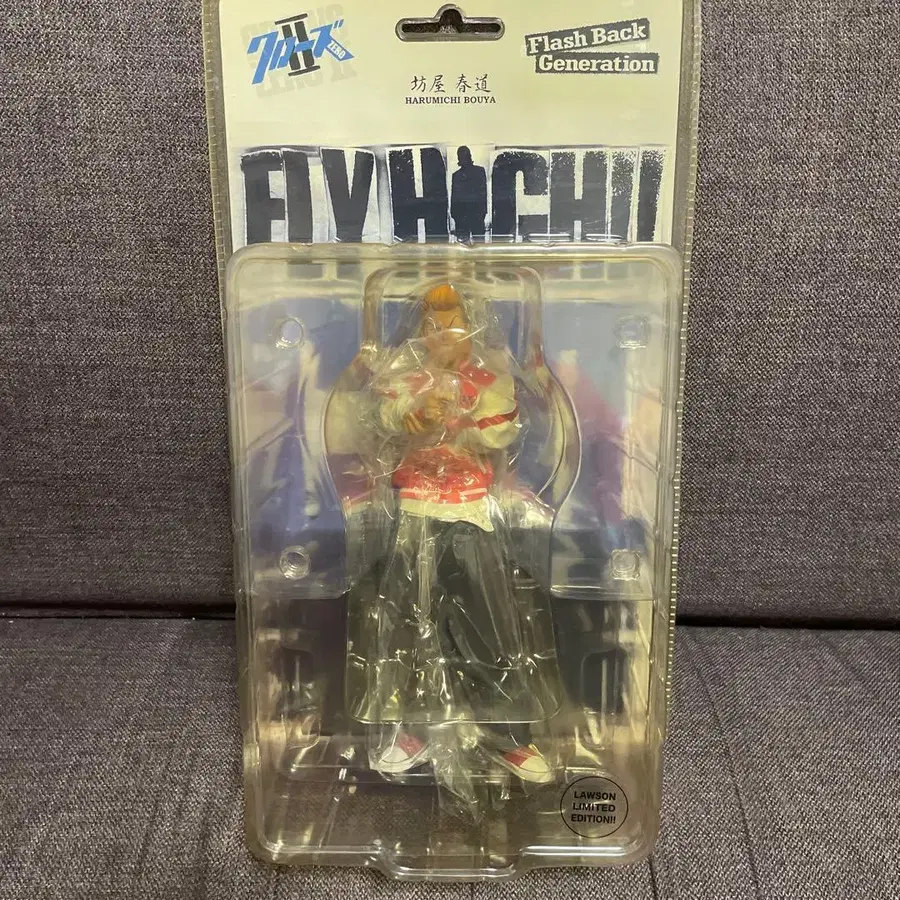 クローズ
II
ZERO
Flash Back
Generation
坊屋 春道
HARUMICHI BOUYA
FLY HIGH!!
LAWSON
LIMITED
EDITION!!